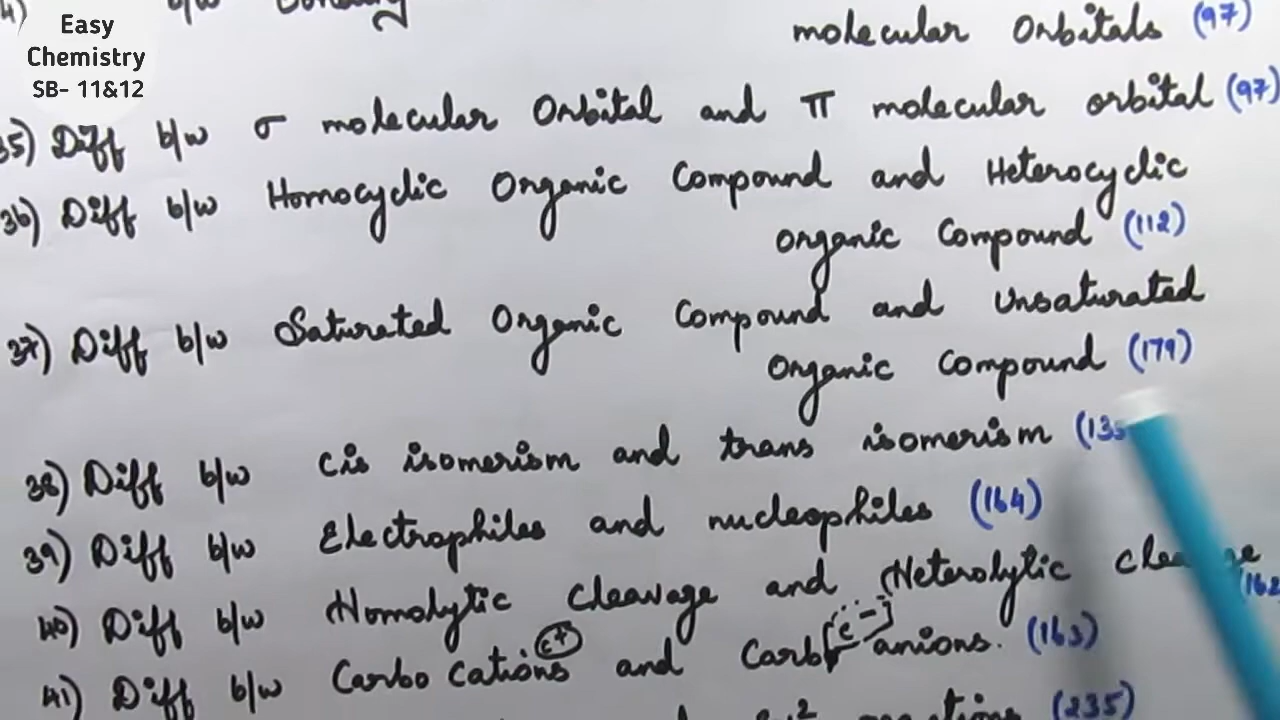 Easy
Chemistry
SB- 11&12
b/w
molecular Orbitals (97)
35) Diff b/w σ molecular Orbital and π molecular orbital (97)
36) Diff b/w Homocyclic Organic Compound and Heterocyclic
organic Compound (112)
37) Diff b/w Saturated Organic Compound and Unsaturated
Organic Compound (179)
38) Diff b/w cis isomerism and trans isomerism
39) Diff b/w Electrophiles and nucleophiles (164)
40) Diff b/w Homolytic Cleavage and Heterolytic
C+ C -
41) Diff b/w Carbo cations and Carb anions. (163)
reactions (235)